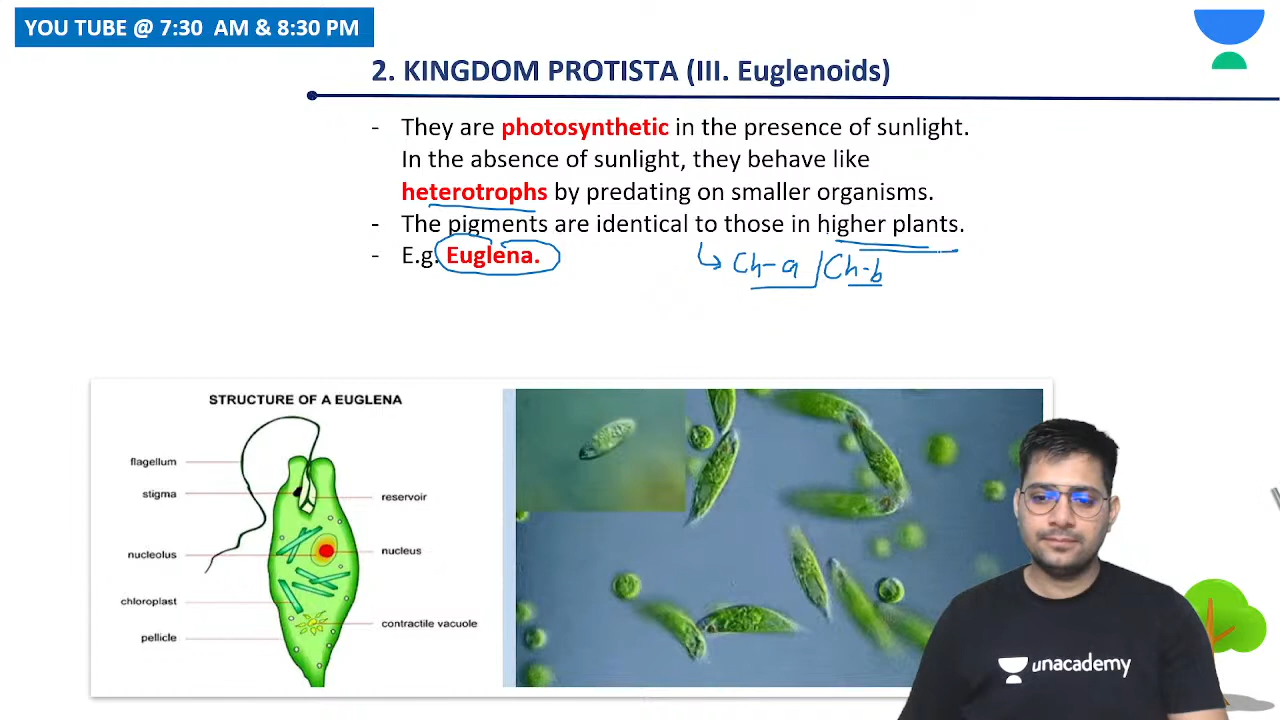 YOU TUBE @ 7:30 AM & 8:30 PM
2. KINGDOM PROTISTA (III. Euglenoids)
- They are photosynthetic in the presence of sunlight.
In the absence of sunlight, they behave like
heterotrophs by predating on smaller organisms.
- The pigments are identical to those in higher plants.
- E.g. Euglena.
Ch-a / Ch-b
STRUCTURE OF A EUGLENA
flagellum
stigma
reservoir
nucleolus
nucleus
chloroplast
contractile vacuole
pellicle
unacademy